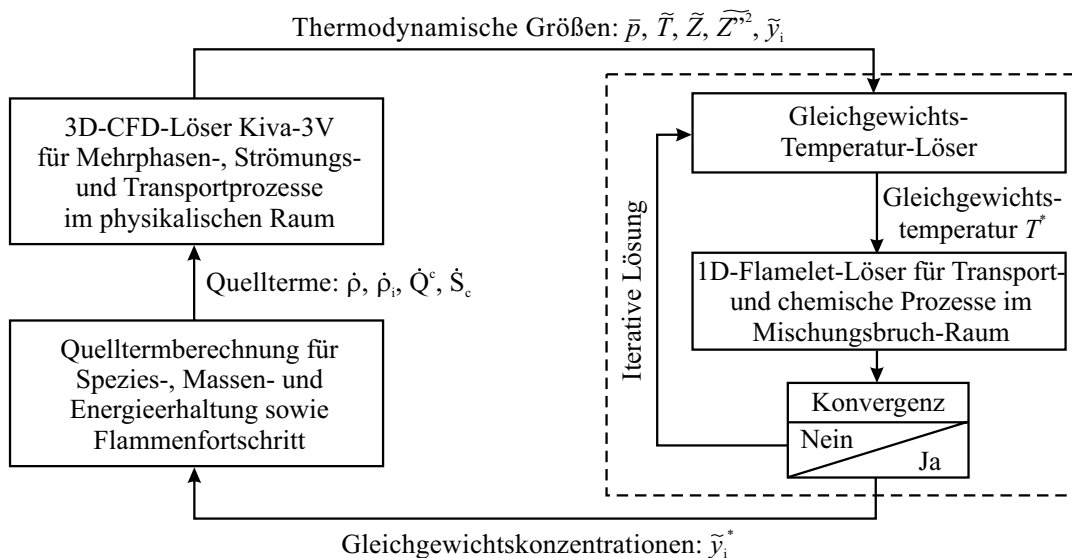 Thermodynamische Größen: p̄, T̃, Z̃, Z̃''², ỹᵢ
3D-CFD-Löser Kiva-3V
für Mehrphasen-, Strömungs-
und Transportprozesse
im physikalischen Raum
Quellterme: ρ̇, ρ̇ᵢ, Q̇ᶜ, Ṡ_c
Quelltermberechnung für
Spezies-, Massen- und
Energieerhaltung sowie
Flammenfortschritt
Gleichgewichts-
Temperatur-Löser
Gleichgewichts-
temperatur T*
Iterative Lösung
1D-Flamelet-Löser für Transport-
und chemische Prozesse im
Mischungsbruch-Raum
Konvergenz
Nein
Ja
Gleichgewichtskonzentrationen: ỹᵢ*